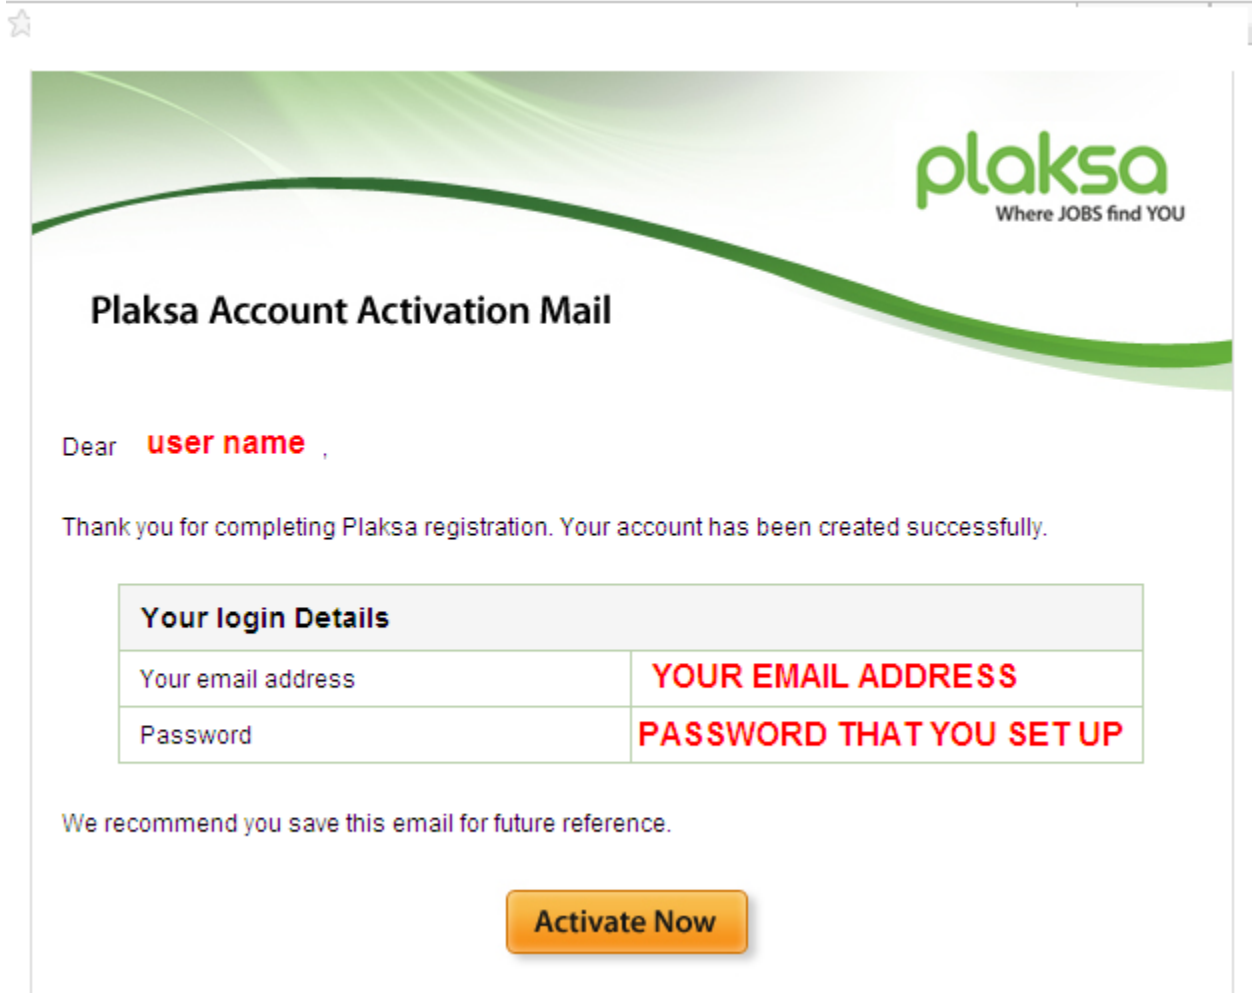 plaksa
Where JOBS find YOU
Plaksa Account Activation Mail
Dear user name ,
Thank you for completing Plaksa registration. Your account has been created successfully.
Your login Details
Your email address YOUR EMAIL ADDRESS
Password PASSWORD THAT YOU SET UP
We recommend you save this email for future reference.
Activate Now